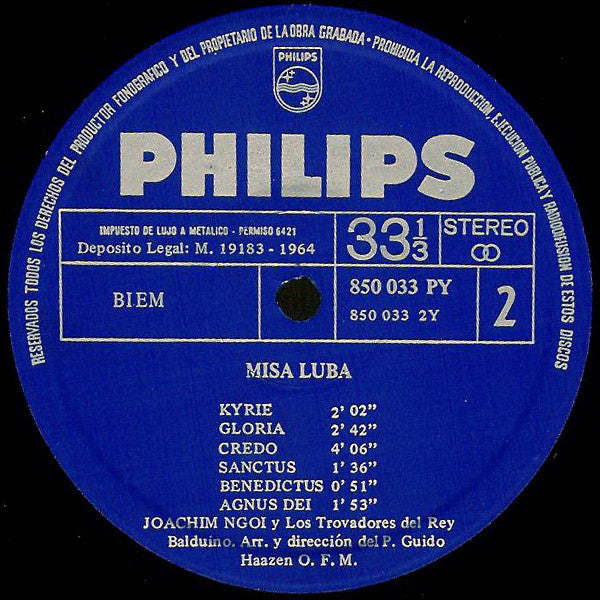 RESERVADOS TODOS LOS DERECHOS DEL PRODUCTOR FONOGRAFICO Y DEL PROPIETARIO DE LA OBRA GRABADA • PROHIBIDA LA REPRODUCCION, EJECUCION PUBLICA Y RADIODIFUSION DE ESTOS DISCOS
PHILIPS
PHILIPS
IMPUESTO DE LUJO A METALICO - PERMISO 6421
Deposito Legal: M. 19183 - 1964
33 1/3
STEREO
BIEM
850 033 PY
850 033 2Y
2
MISA LUBA
KYRIE 2' 02"
GLORIA 2' 42"
CREDO 4' 06"
SANCTUS 1' 36"
BENEDICTUS 0' 51"
AGNUS DEI 1' 53"
JOACHIM NGOI y Los Trovadores del Rey
Balduino. Arr. y dirección del P. Guido
Haazen O. F. M.